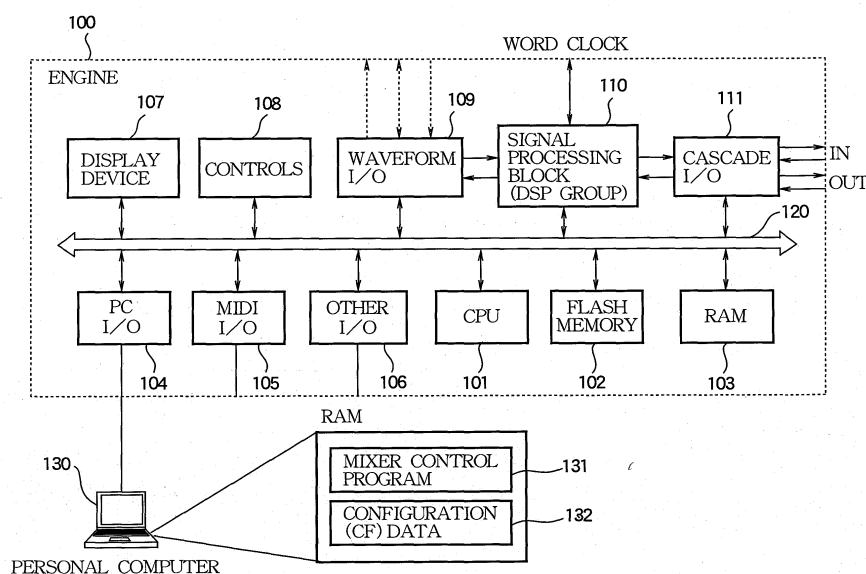 100
WORD CLOCK
ENGINE
107
108
109
110
111
DISPLAY
DEVICE
CONTROLS
WAVEFORM
I/O
SIGNAL
PROCESSING
BLOCK
(DSP GROUP)
CASCADE
I/O
IN
OUT
120
PC
I/O
MIDI
I/O
OTHER
I/O
CPU
FLASH
MEMORY
RAM
104
105
106
101
102
103
RAM
130
MIXER CONTROL
PROGRAM
131
CONFIGURATION
(CF) DATA
132
PERSONAL COMPUTER